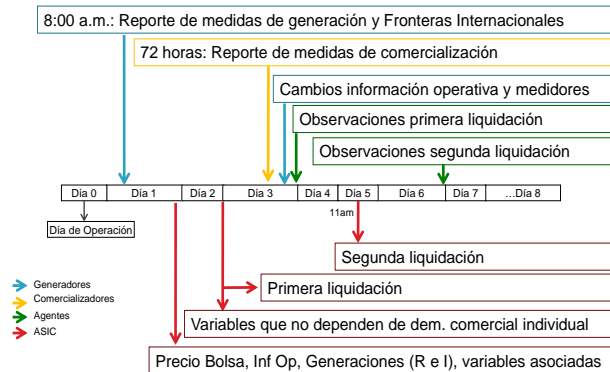 8:00 a.m.: Reporte de medidas de generación y Fronteras Internacionales
72 horas: Reporte de medidas de comercialización
Cambios información operativa y medidores
Observaciones primera liquidación
Observaciones segunda liquidación
Día 0 Día 1 Día 2 Día 3 Día 4 Día 5 Día 6 Día 7 ...Día 8
11am
Día de Operación
Segunda liquidación
Generadores
Primera liquidación
Comercializadores
Agentes
Variables que no dependen de dem. comercial individual
ASIC
Precio Bolsa, Inf Op, Generaciones (R e I), variables asociadas